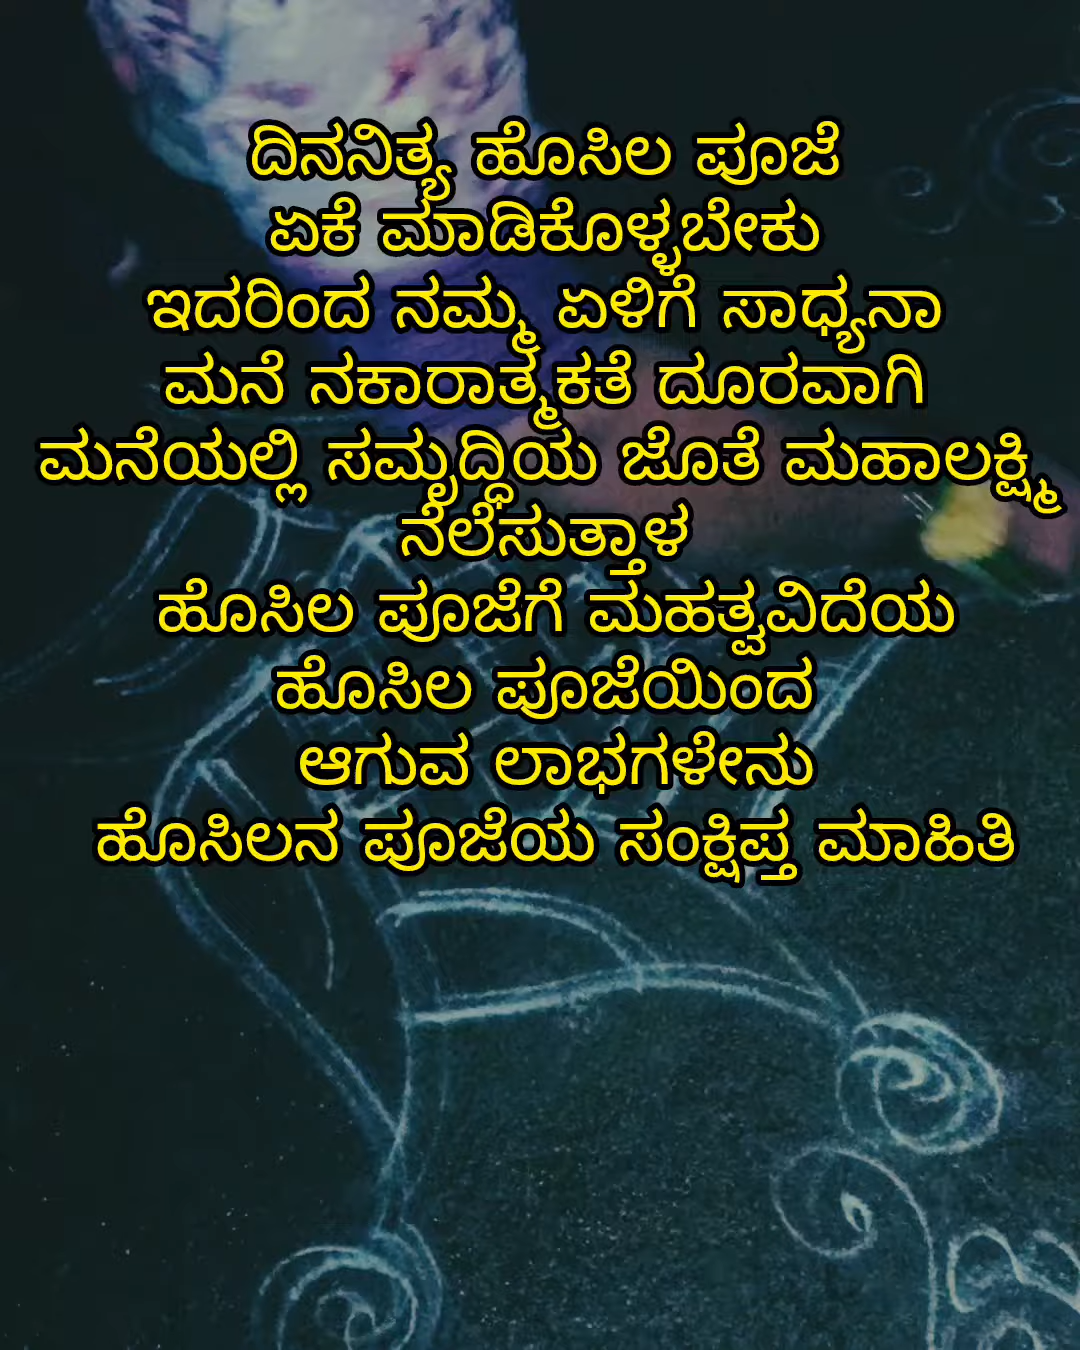 ದಿನನಿತ್ಯ ಹೊಸಿಲ ಪೂಜೆ
ಏಕೆ ಮಾಡಿಕೊಳ್ಳಬೇಕು
ಇದರಿಂದ ನಮ್ಮ ಏಳಿಗೆ ಸಾಧ್ಯನಾ
ಮನೆ ನಕಾರಾತ್ಮಕತೆ ದೂರವಾಗಿ
ಮನೆಯಲ್ಲಿ ಸಮೃದ್ಧಿಯ ಜೊತೆ ಮಹಾಲಕ್ಷ್ಮಿ
ನೆಲೆಸುತ್ತಾಳ
ಹೊಸಿಲ ಪೂಜೆಗೆ ಮಹತ್ವವಿದೆಯ
ಹೊಸಿಲ ಪೂಜೆಯಿಂದ
ಆಗುವ ಲಾಭಗಳೇನು
ಹೊಸಿಲನ ಪೂಜೆಯ ಸಂಕ್ಷಿಪ್ತ ಮಾಹಿತಿ